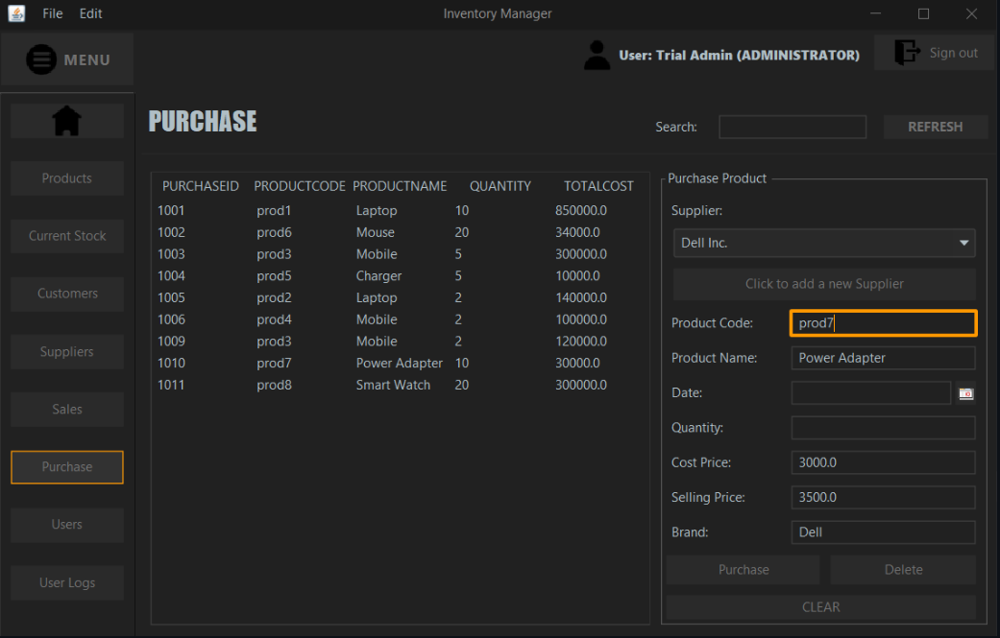 File Edit Inventory Manager
MENU
User: Trial Admin (ADMINISTRATOR)
Sign out
Products
Current Stock
Customers
Suppliers
Sales
Purchase
Users
User Logs
PURCHASE
Search:
REFRESH
PURCHASEID PRODUCTCODE PRODUCTNAME QUANTITY TOTALCOST
1001 prod1 Laptop 10 850000.0
1002 prod6 Mouse 20 34000.0
1003 prod3 Mobile 5 300000.0
1004 prod5 Charger 5 10000.0
1005 prod2 Laptop 2 140000.0
1006 prod4 Mobile 2 100000.0
1009 prod3 Mobile 2 120000.0
1010 prod7 Power Adapter 10 30000.0
1011 prod8 Smart Watch 20 300000.0
Purchase Product
Supplier:
Dell Inc.
Click to add a new Supplier
Product Code: prod7
Product Name: Power Adapter
Date:
Quantity:
Cost Price: 3000.0
Selling Price: 3500.0
Brand: Dell
Purchase Delete
CLEAR